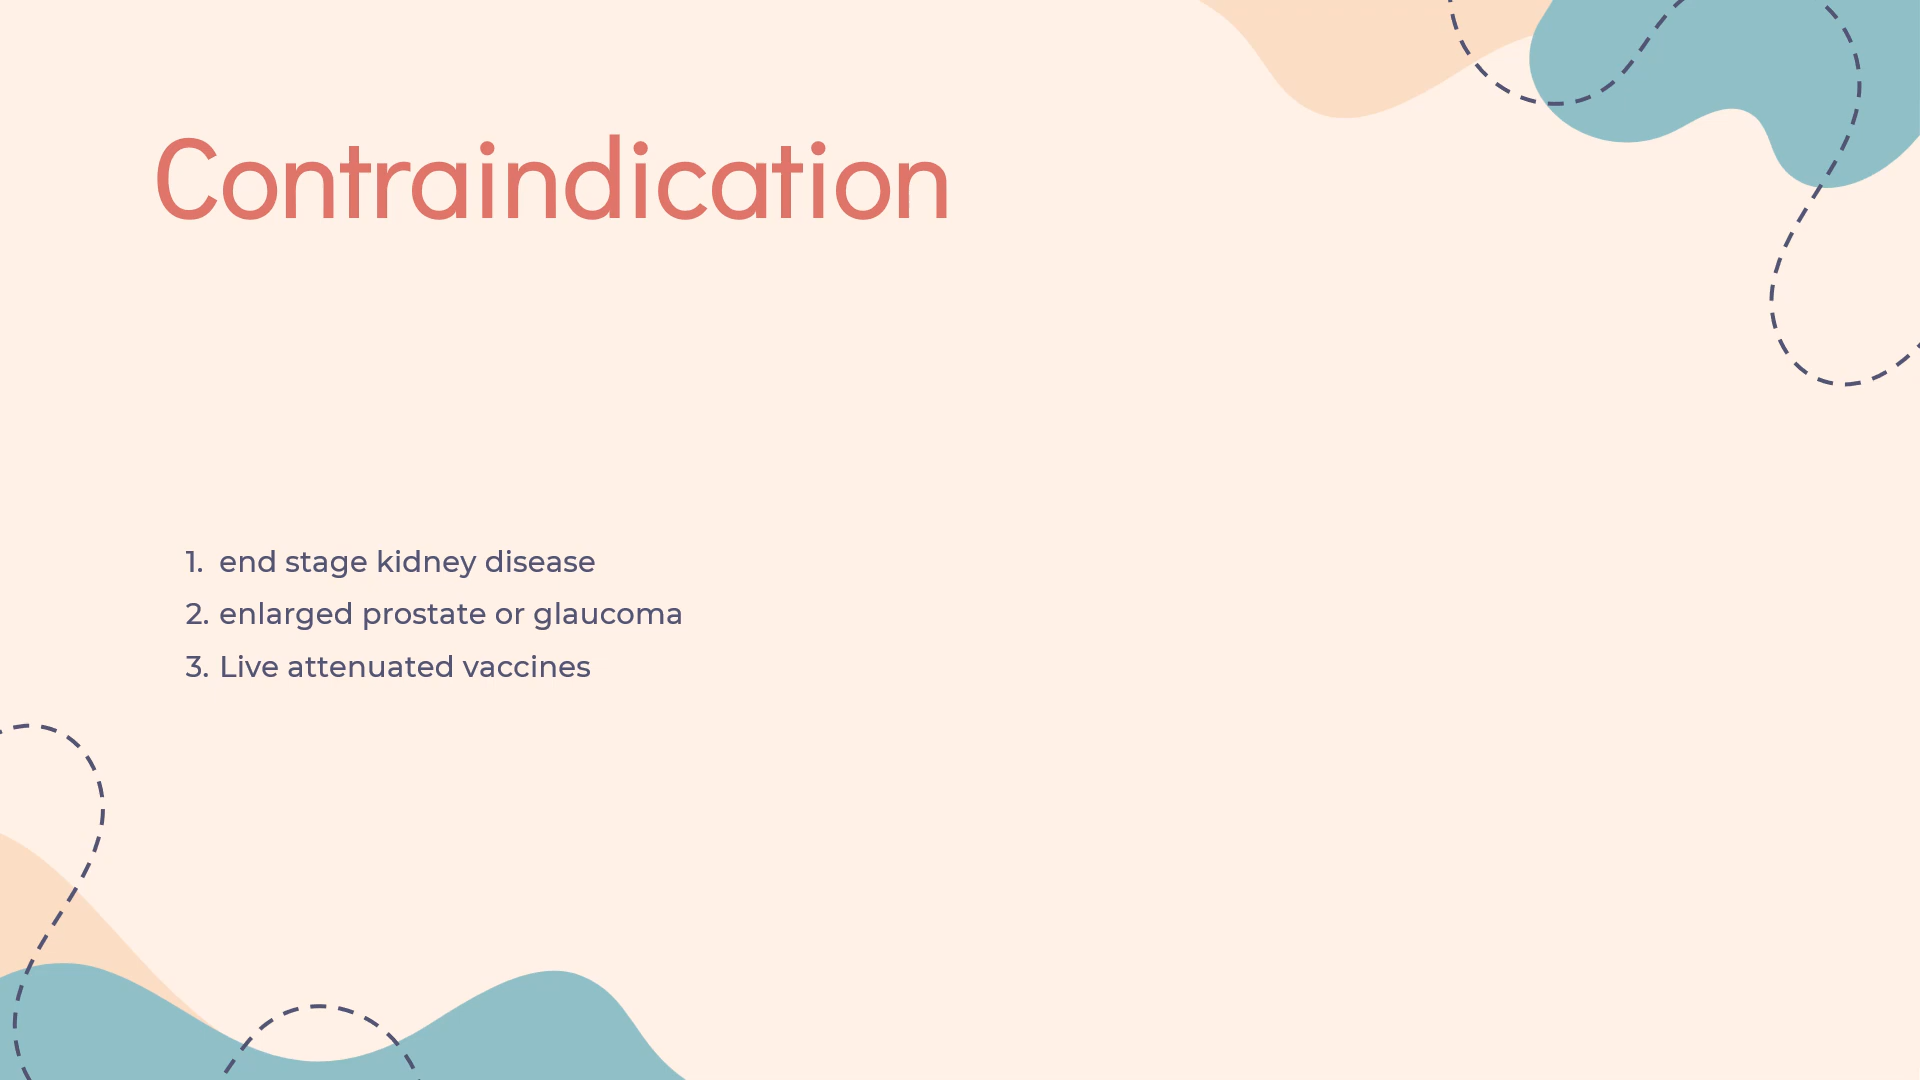 Contraindication
1. end stage kidney disease
2. enlarged prostate or glaucoma
3. Live attenuated vaccines